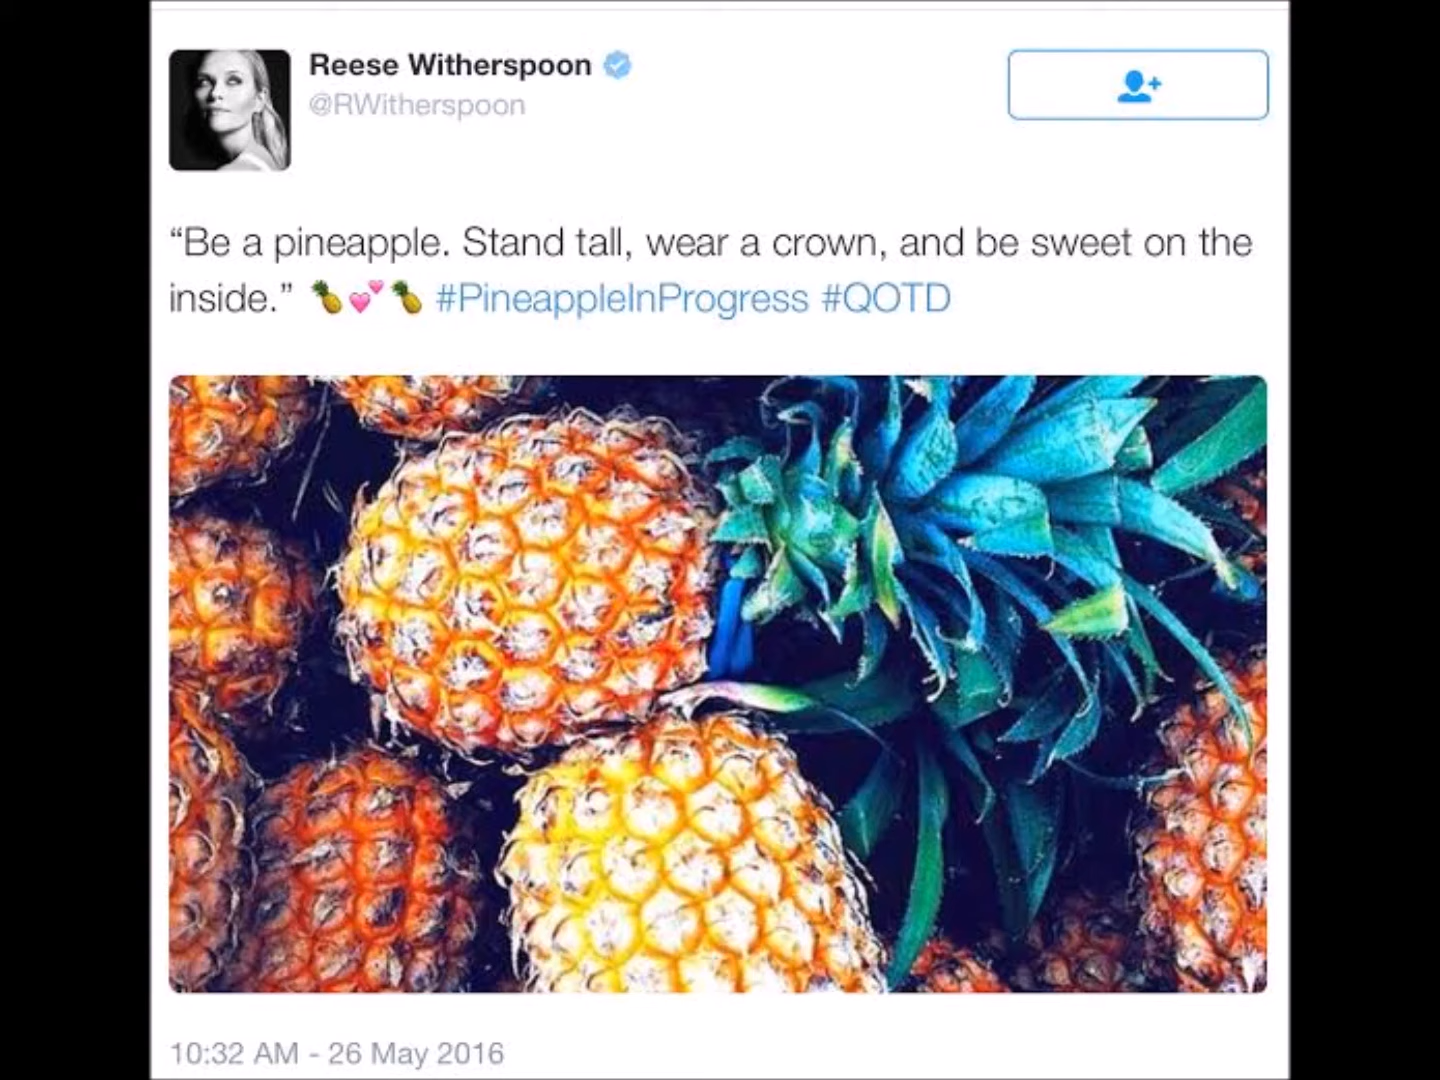 Reese Witherspoon
@RWitherspoon
“Be a pineapple. Stand tall, wear a crown, and be sweet on the
inside.” 🍍💕🍍 #PineappleInProgress #QOTD
10:32 AM - 26 May 2016